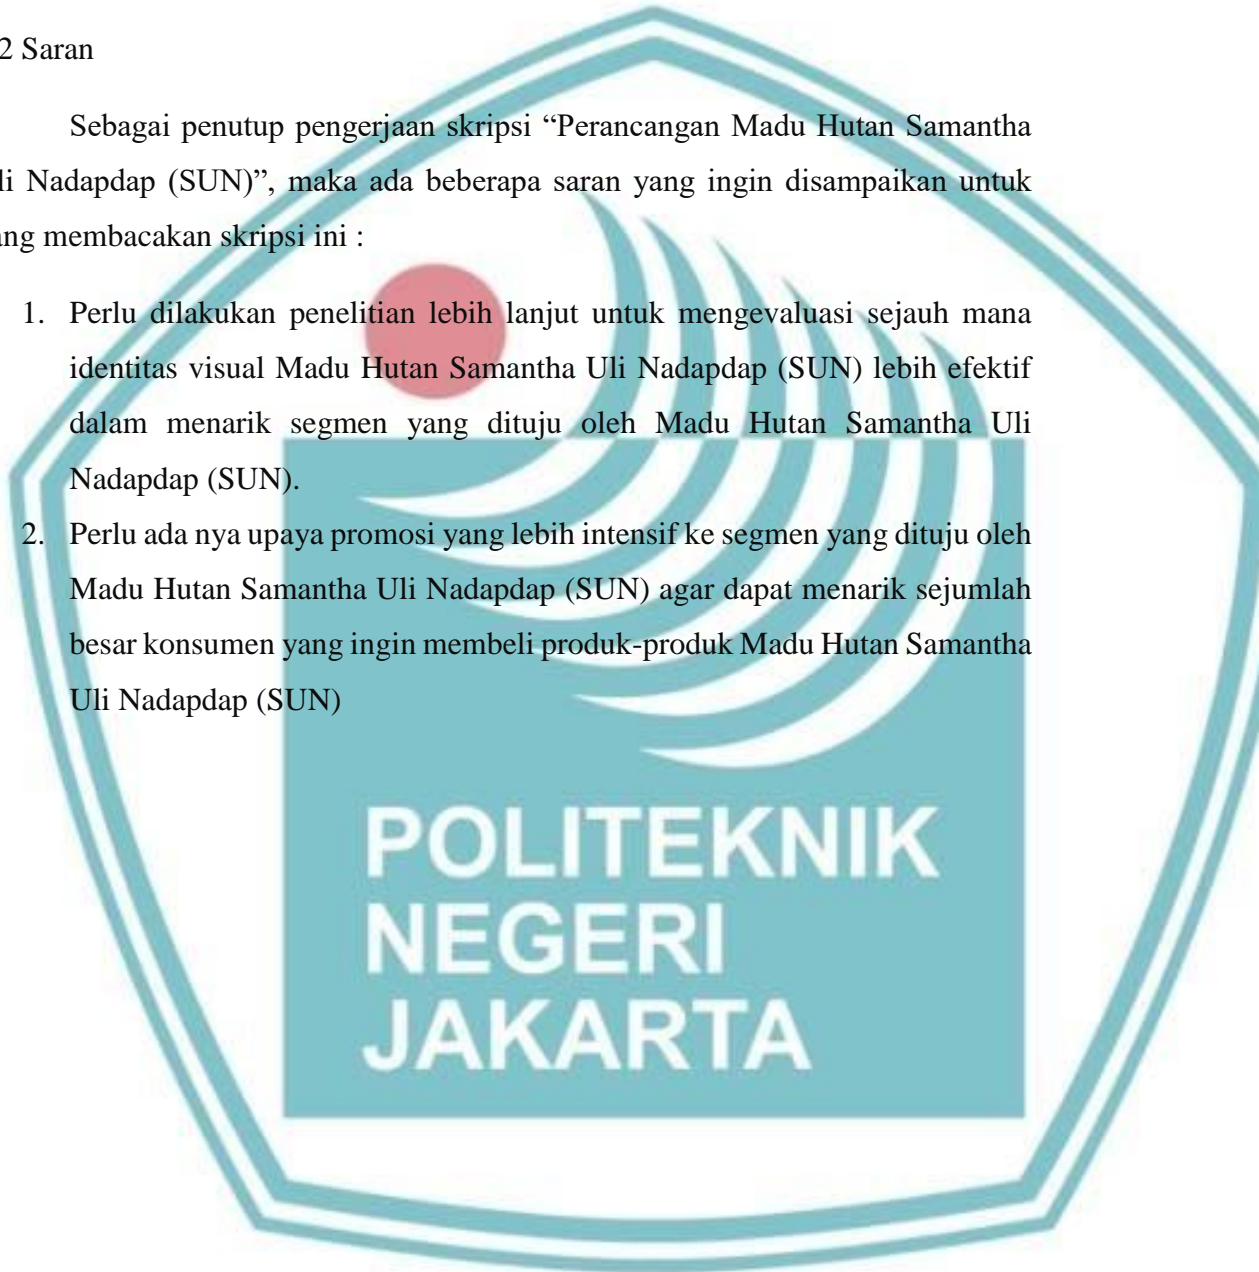 2 Saran
Sebagai penutup pengerjaan skripsi “Perancangan Madu Hutan Samantha
li Nadapdap (SUN)”, maka ada beberapa saran yang ingin disampaikan untuk
ang membacakan skripsi ini :
1. Perlu dilakukan penelitian lebih lanjut untuk mengevaluasi sejauh mana
identitas visual Madu Hutan Samantha Uli Nadapdap (SUN) lebih efektif
dalam menarik segmen yang dituju oleh Madu Hutan Samantha Uli
Nadapdap (SUN).
2. Perlu ada nya upaya promosi yang lebih intensif ke segmen yang dituju oleh
Madu Hutan Samantha Uli Nadapdap (SUN) agar dapat menarik sejumlah
besar konsumen yang ingin membeli produk-produk Madu Hutan Samantha
Uli Nadapdap (SUN)
POLITEKNIK
NEGERI
JAKARTA